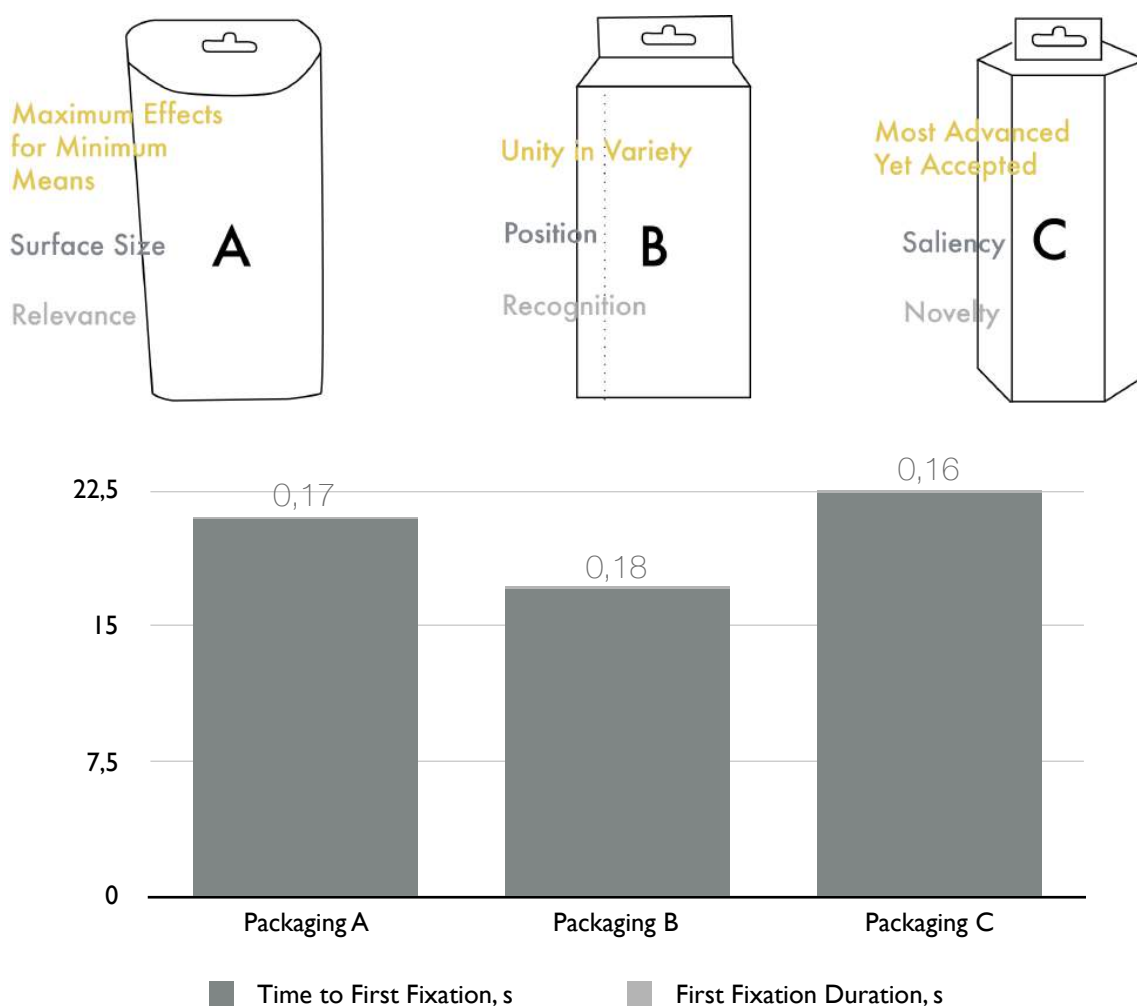 Maximum Effects
for Minimum
Means
Surface Size
Relevance
A
Unity in Variety
Position
Recognition
B
Most Advanced
Yet Accepted
Saliency
Novelty
C
22,5
15
7,5
0
0,17
0,18
0,16
Packaging A
Packaging B
Packaging C
Time to First Fixation, s
First Fixation Duration, s